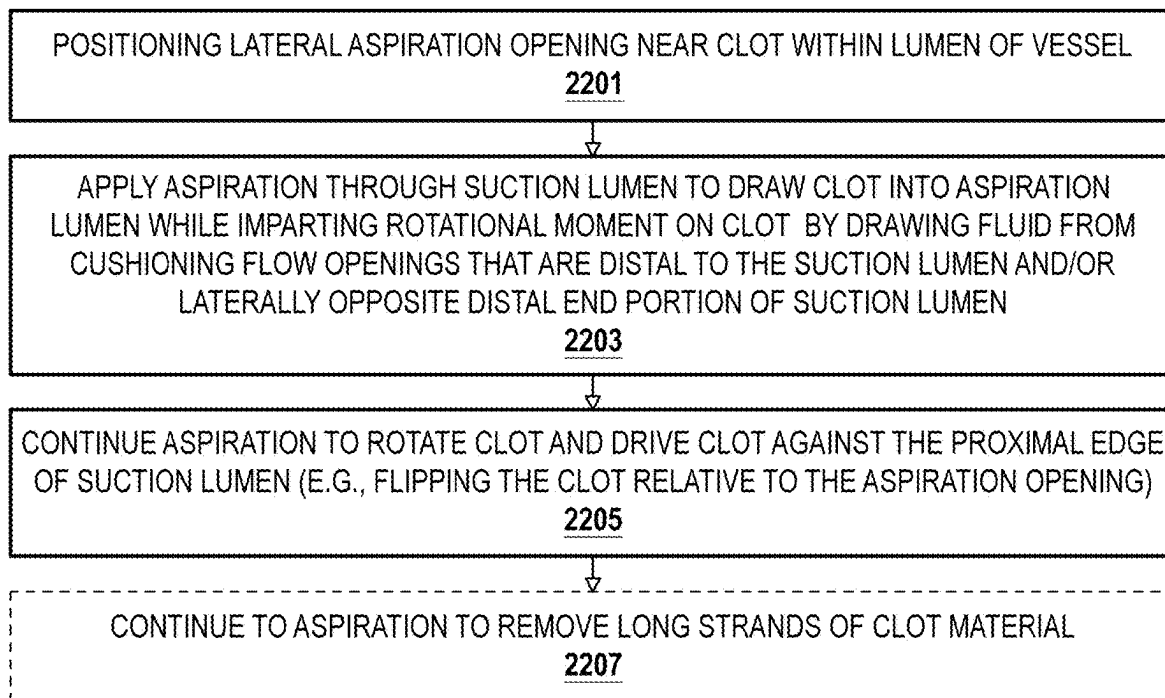 POSITIONING LATERAL ASPIRATION OPENING NEAR CLOT WITHIN LUMEN OF VESSEL
2201
APPLY ASPIRATION THROUGH SUCTION LUMEN TO DRAW CLOT INTO ASPIRATION
LUMEN WHILE IMPARTING ROTATIONAL MOMENT ON CLOT BY DRAWING FLUID FROM
CUSHIONING FLOW OPENINGS THAT ARE DISTAL TO THE SUCTION LUMEN AND/OR
LATERALLY OPPOSITE DISTAL END PORTION OF SUCTION LUMEN
2203
CONTINUE ASPIRATION TO ROTATE CLOT AND DRIVE CLOT AGAINST THE PROXIMAL EDGE
OF SUCTION LUMEN (E.G., FLIPPING THE CLOT RELATIVE TO THE ASPIRATION OPENING)
2205
CONTINUE TO ASPIRATION TO REMOVE LONG STRANDS OF CLOT MATERIAL
2207